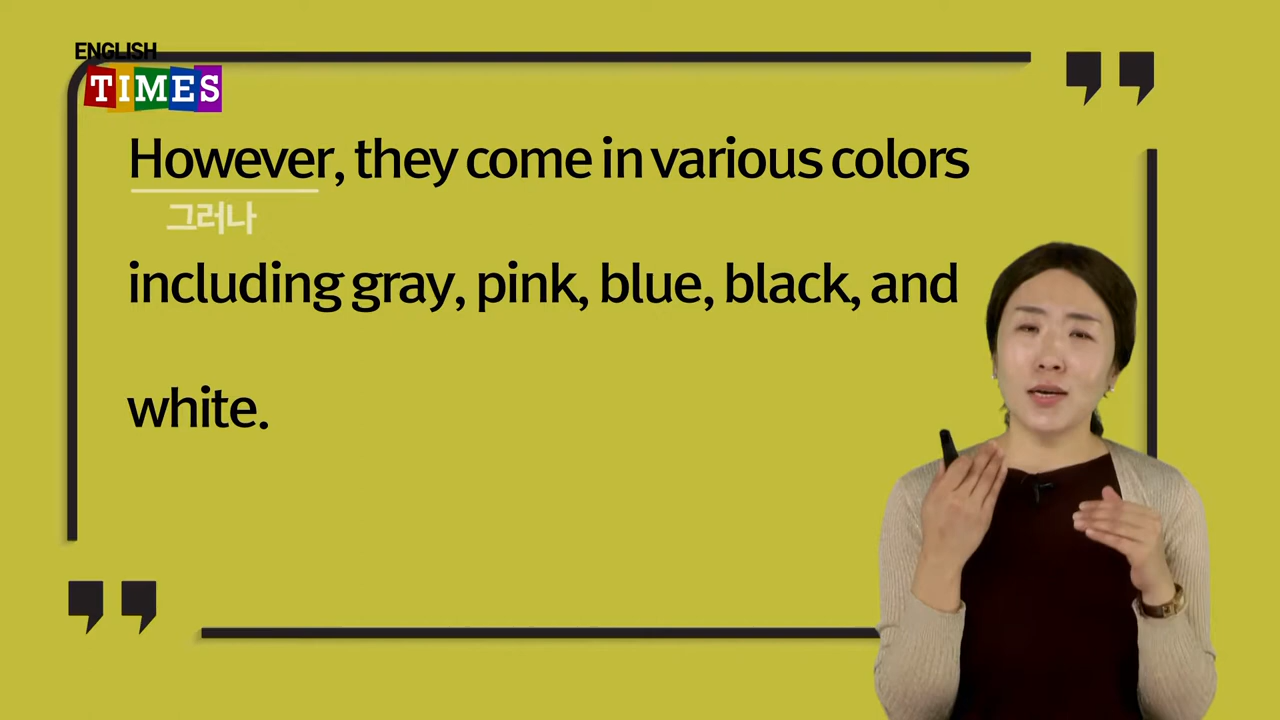 ENGLISH
TIMES
However, they come in various colors
그러나
including gray, pink, blue, black, and
white.